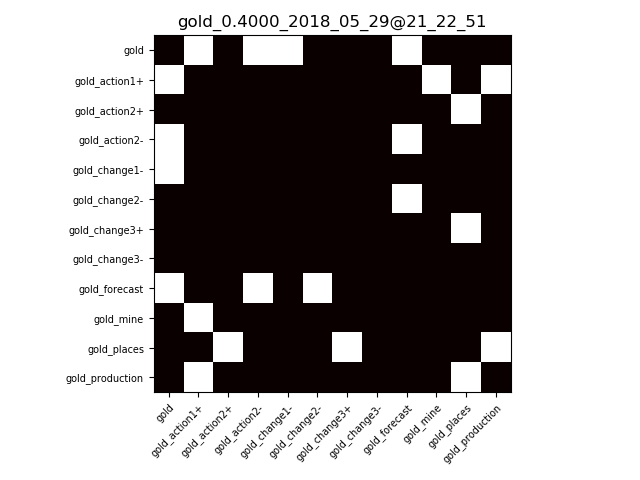 gold_0.4000_2018_05_29@21_22_51
gold
gold_action1+
gold_action2+
gold_action2-
gold_change1-
gold_change2-
gold_change3+
gold_change3-
gold_forecast
gold_mine
gold_places
gold_production
gold
gold_action1+
gold_action2+
gold_action2-
gold_change1-
gold_change2-
gold_change3+
gold_change3-
gold_forecast
gold_mine
gold_places
gold_production